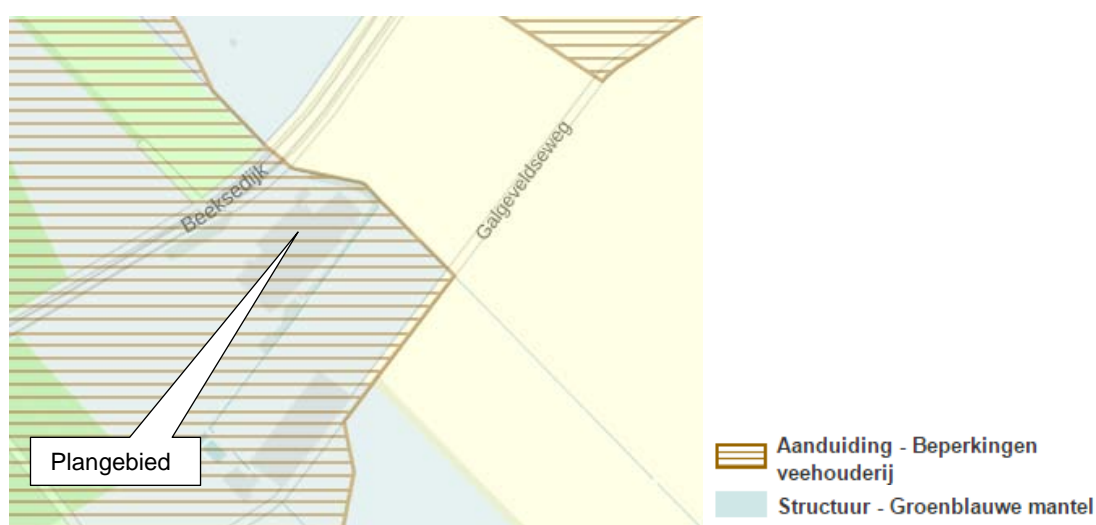 Beeksedijk
Galgeveldseweg
Plangebied
Aanduiding - Beperkingen
veehouderij
Structuur - Groenblauwe mantel